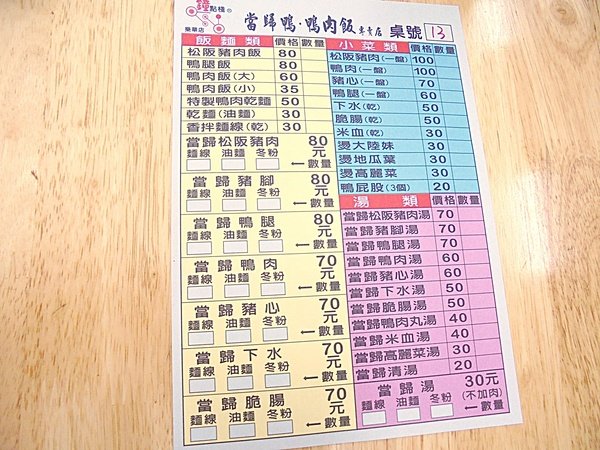 點棧®
樂華店
當歸鴨·鴨肉飯 專賣店 桌號 13
飯麵類 價格 數量
松阪豬肉飯 80
鴨腿飯 80
鴨肉飯(大) 60
鴨肉飯(小) 35
特製鴨肉乾麵 50
乾麵(油麵) 30
香拌麵線(乾) 30
當歸松阪豬肉 80元
麵線 油麵 冬粉 ←數量
當歸豬腳 80元
麵線 油麵 冬粉 ←數量
當歸鴨腿 80元
麵線 油麵 冬粉 ←數量
當歸鴨肉 70元
麵線 油麵 冬粉 ←數量
當歸豬心 70元
麵線 油麵 冬粉 ←數量
當歸下水 70元
麵線 油麵 冬粉 ←數量
當歸脆腸 70元
麵線 油麵 冬粉 ←數量
小菜類 價格 數量
松阪豬肉(一盤) 100
鴨肉(一盤) 100
豬心(一盤) 70
鴨腿(一盤) 60
下水(乾) 50
脆腸(乾) 50
米血(乾) 30
燙大陸妹 30
燙地瓜葉 30
燙高麗菜 30
鴨屁股(3個) 20
湯類 價格 數量
當歸松阪豬肉湯 70
當歸豬腳湯 70
當歸鴨腿湯 70
當歸鴨肉湯 60
當歸豬心湯 60
當歸下水湯 50
當歸脆腸湯 50
當歸鴨肉丸湯 40
當歸米血湯 40
當歸高麗菜湯 30
當歸清湯 20
當歸湯 30元
麵線 油麵 冬粉 (不加肉)
←數量